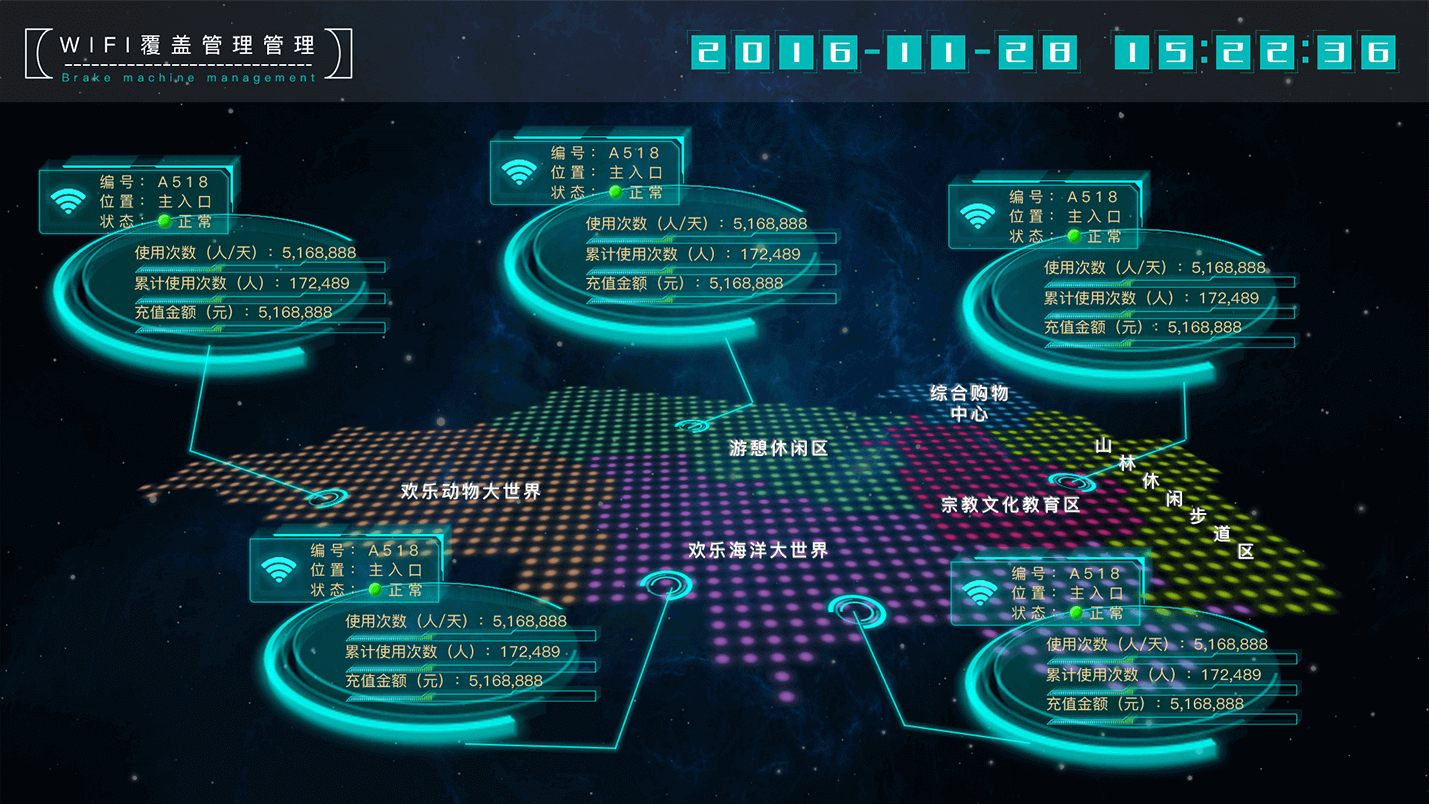 WIFI覆盖管理管理
Brake machine management
2016-11-28 15:22:36
编号：A518
位置：主入口
状态：正常
使用次数（人/天）：5,168,888
累计使用次数（人）：172,489
充值金额（元）：5,168,888
编号：A518
位置：主入口
状态：正常
使用次数（人/天）：5,168,888
累计使用次数（人）：172,489
充值金额（元）：5,168,888
编号：A518
位置：主入口
状态：正常
使用次数（人/天）：5,168,888
累计使用次数（人）：172,489
充值金额（元）：5,168,888
综合购物
中心
游憩休闲区
山林休闲步道区
欢乐动物大世界
宗教文化教育区
欢乐海洋大世界
编号：A518
位置：主入口
状态：正常
使用次数（人/天）：5,168,888
累计使用次数（人）：172,489
充值金额（元）：5,168,888
编号：A518
位置：主入口
状态：正常
使用次数（人/天）：5,168,888
累计使用次数（人）：172,489
充值金额（元）：5,168,888